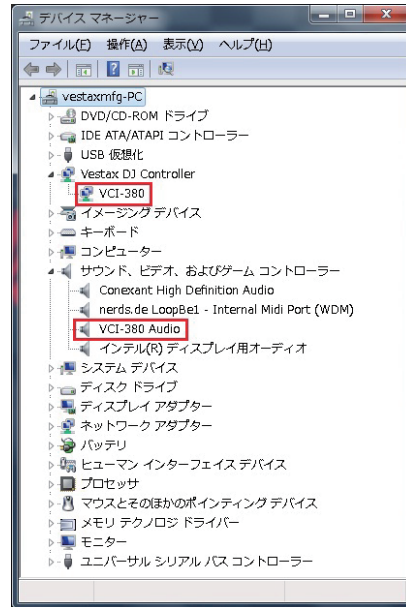 デバイス マネージャー
ファイル(F) 操作(A) 表示(V) ヘルプ(H)
vestaxmfg-PC
DVD/CD-ROM ドライブ
IDE ATA/ATAPI コントローラー
USB 仮想化
Vestax DJ Controller
VCI-380
イメージング デバイス
キーボード
コンピューター
サウンド、ビデオ、およびゲーム コントローラー
Conexant High Definition Audio
nerds.de LoopBe1 - Internal Midi Port (WDM)
VCI-380 Audio
インテル(R) ディスプレイ用オーディオ
システム デバイス
ディスク ドライブ
ディスプレイ アダプター
ネットワーク アダプター
バッテリ
ヒューマン インターフェイス デバイス
プロセッサ
マウスとそのほかのポインティング デバイス
メモリ テクノロジ ドライバー
モニター
ユニバーサル シリアル バス コントローラー